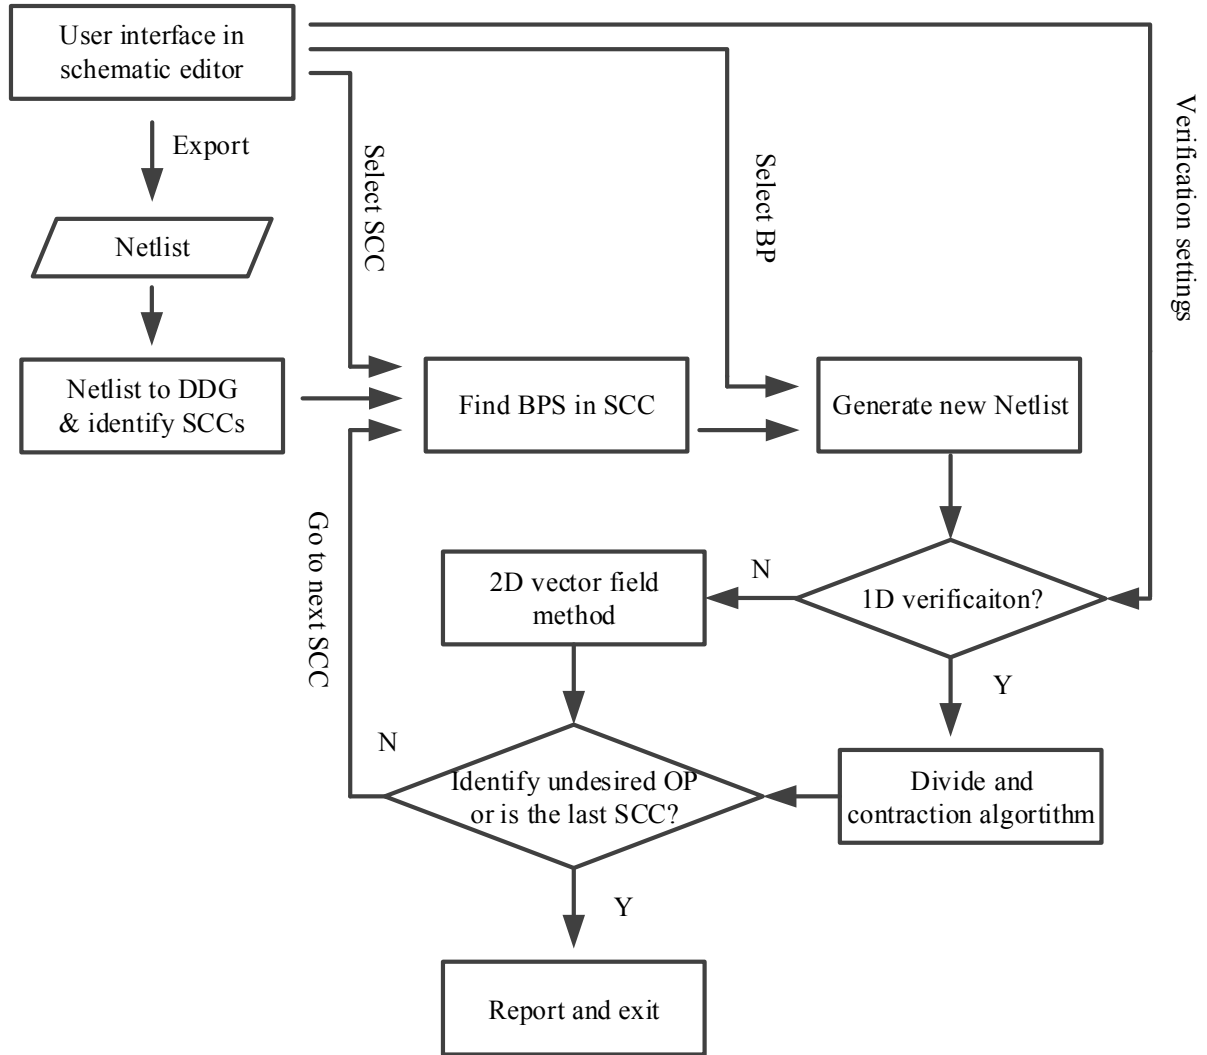 User interface in
schematic editor
Export
Select SCC
Select BP
Verification settings
Netlist
Netlist to DDG
& identify SCCs
Find BPS in SCC
Generate new Netlist
Go to next SCC
2D vector field
method
N
1D verificaiton?
Y
N
Identify undesired OP
or is the last SCC?
Divide and
contraction algortithm
Y
Report and exit